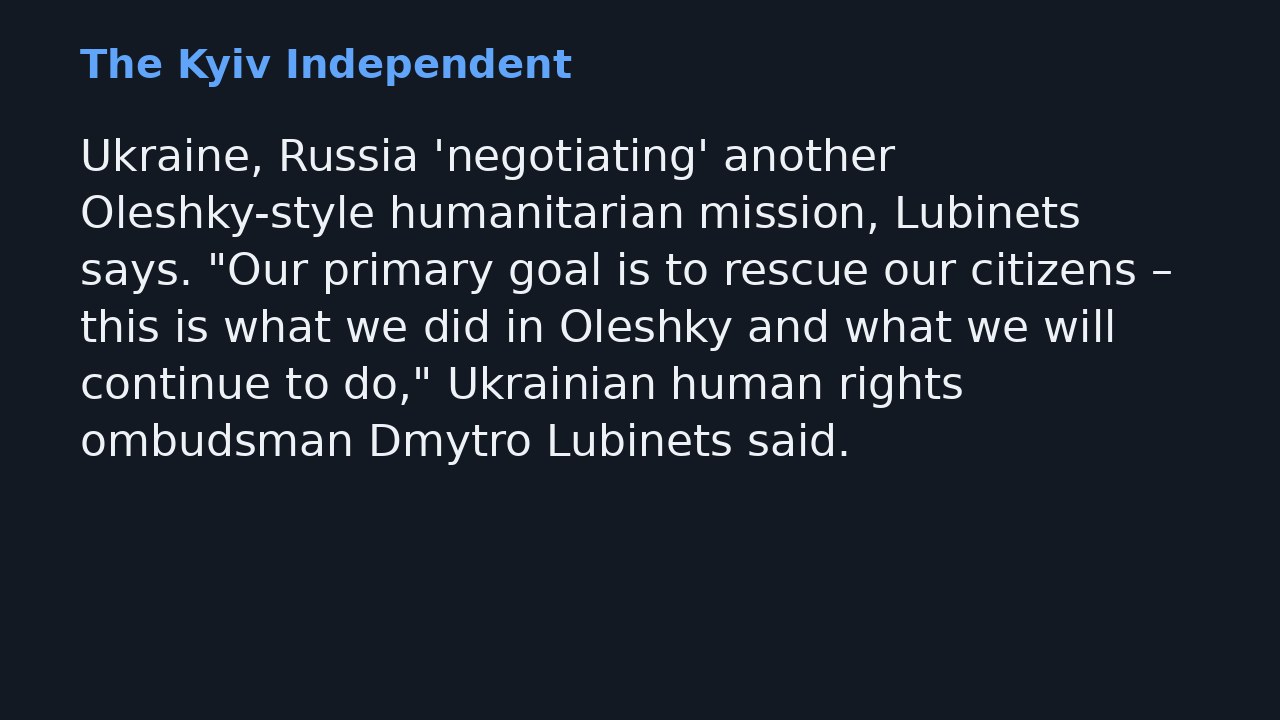 The Kyiv Independent
Ukraine, Russia 'negotiating' another
Oleshky-style humanitarian mission, Lubinets
says. "Our primary goal is to rescue our citizens –
this is what we did in Oleshky and what we will
continue to do," Ukrainian human rights
ombudsman Dmytro Lubinets said.